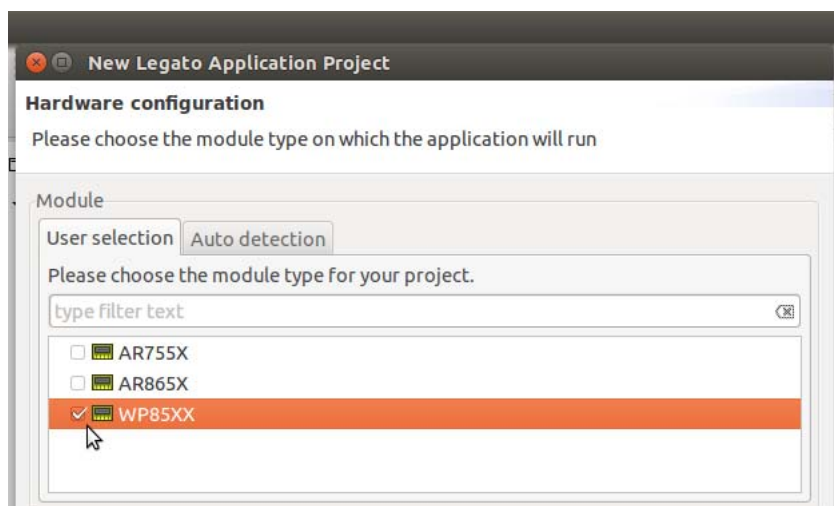 New Legato Application Project
Hardware configuration
Please choose the module type on which the application will run
Module
User selection
Auto detection
Please choose the module type for your project.
type filter text
AR755X
AR865X
WP85XX